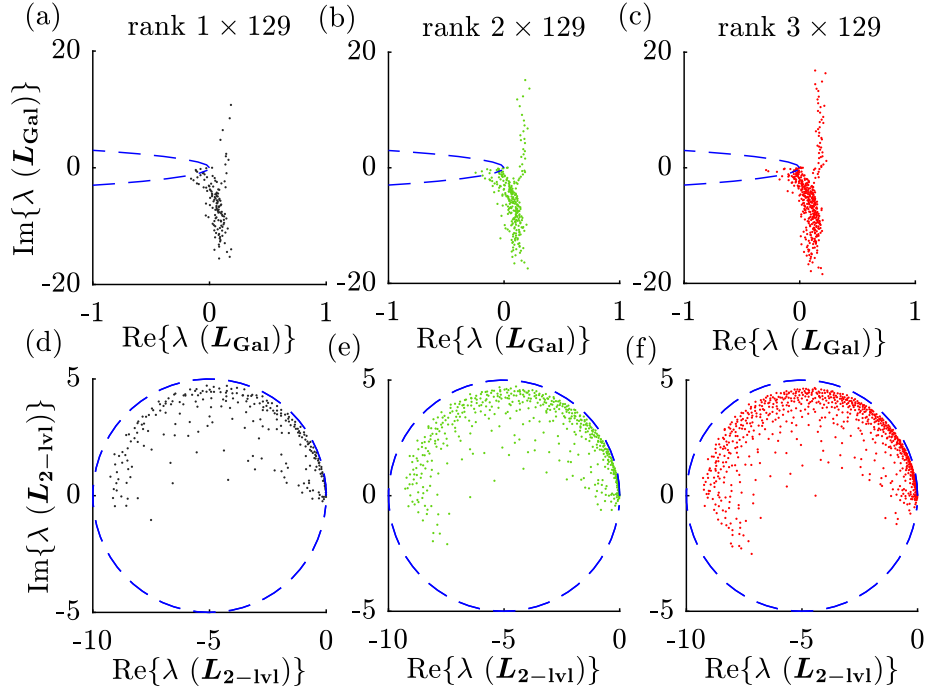 (a) rank 1 × 129
(b) rank 2 × 129
(c) rank 3 × 129
20
0
-20
-1 0 1
Im{λ (L_Gal)}
Re{λ (L_Gal)}
20
0
-20
-1 0 1
Re{λ (L_Gal)}
20
0
-20
-1 0 1
Re{λ (L_Gal)}
(d)
(e)
(f)
5
0
-5
-10 -5 0
Im{λ (L_2−lvl)}
Re{λ (L_2−lvl)}
5
0
-5
-10 -5 0
Re{λ (L_2−lvl)}
5
0
-5
-10 -5 0
Re{λ (L_2−lvl)}